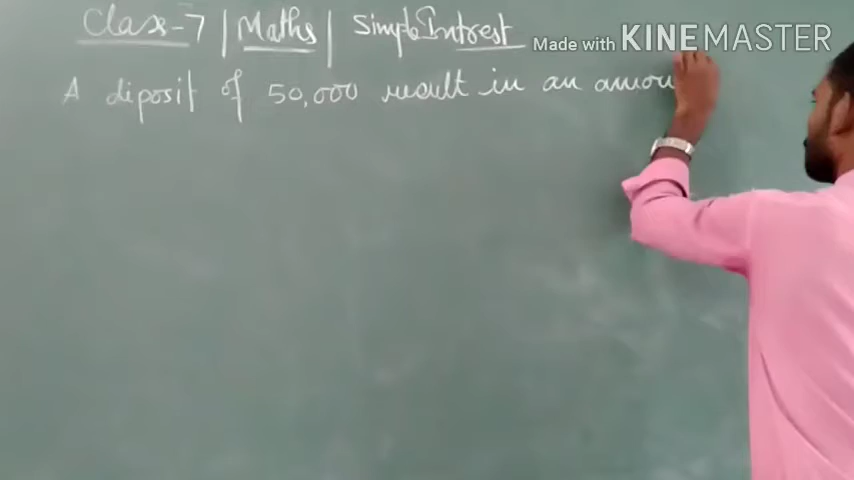 Class-7 | Maths | Simple Intrest
Made with KINEMASTER
A diposit of 50,000 result in an amou